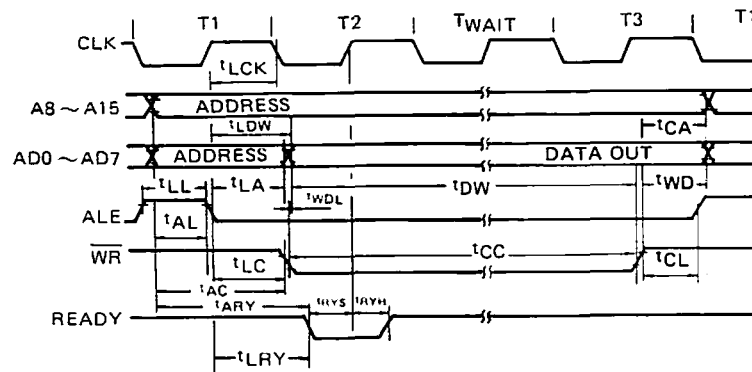 T1 T2 TWAIT T3 T1
CLK
tLCK
A8～A15 ADDRESS
tLDW tCA
AD0～AD7 ADDRESS DATA OUT
tLL tLA tWDL tDW tWD
ALE
tAL
WR tCC
tLC tCL
tAC
tARY tRYS tRYH
READY
tLRY